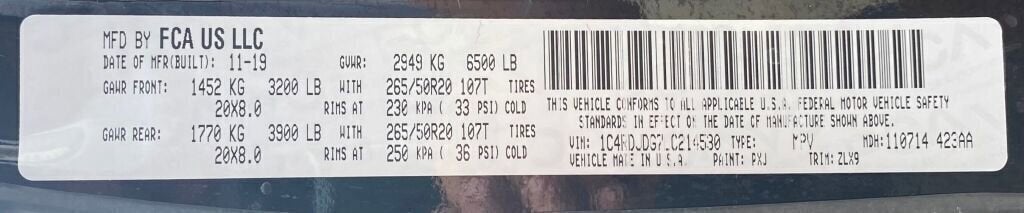 MFD BY FCA US LLC
DATE OF MFR(BUILT): 11-19 GVWR: 2949 KG 6500 LB
GAWR FRONT: 1452 KG 3200 LB WITH 265/50R20 107T TIRES
20X8.0 RIMS AT 230 KPA ( 33 PSI) COLD
GAWR REAR: 1770 KG 3900 LB WITH 265/50R20 107T TIRES
20X8.0 RIMS AT 250 KPA ( 36 PSI) COLD
THIS VEHICLE CONFORMS TO ALL APPLICABLE U.S.A. FEDERAL MOTOR VEHICLE SAFETY
STANDARDS IN EFFECT ON THE DATE OF MANUFACTURE SHOWN ABOVE.
VIN: TYPE: MPV MDH: 110714 423AA
VEHICLE MADE IN U.S.A. PAINT: PXJ TRIM: ZLX9